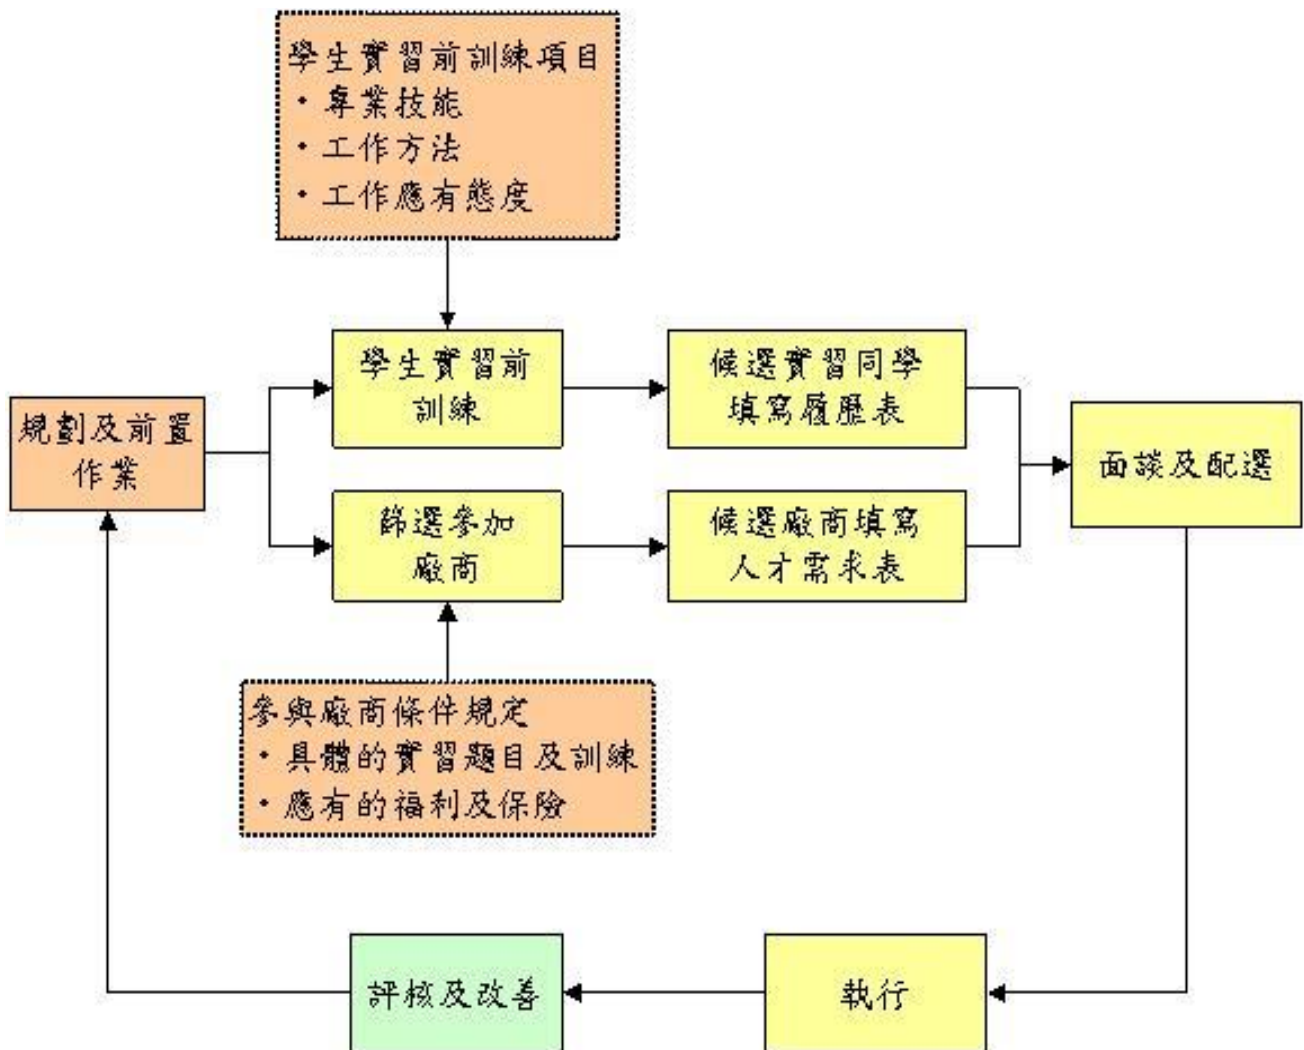 學生實習前訓練項目
・專業技能
・工作方法
・工作應有態度
學生實習前
訓練
候選實習同學
填寫履歷表
規劃及前置
作業
面談及配選
篩選參加
廠商
候選廠商填寫
人才需求表
參與廠商條件規定
・具體的實習題目及訓練
・應有的福利及保險
評核及改善
執行